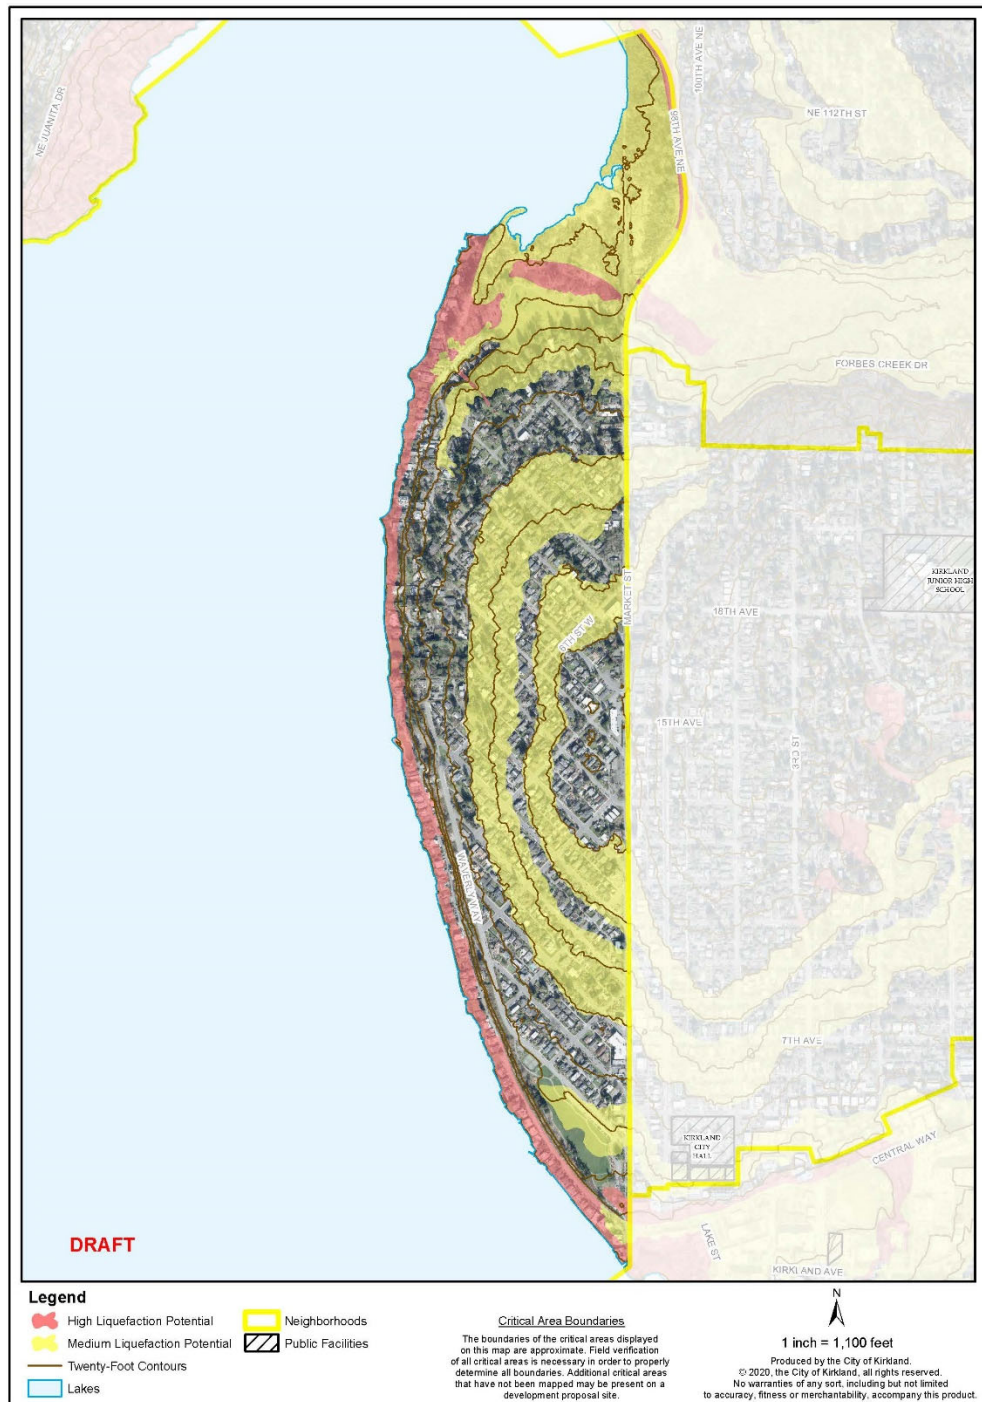 NE JUANITA DR
100TH AVE NE
NE 112TH ST
98TH AVE NE
FORBES CREEK DR
KIRKLAND
JUNIOR HIGH
SCHOOL
MARKET ST
18TH AVE
8TH ST W
15TH AVE
3RD ST
WAVERLY WAY
7TH AVE
KIRKLAND
CITY
HALL
CENTRAL WAY
LAKE ST
KIRKLAND AVE
DRAFT
Legend
High Liquefaction Potential
Medium Liquefaction Potential
Twenty-Foot Contours
Lakes
Neighborhoods
Public Facilities
Critical Area Boundaries
The boundaries of the critical areas displayed
on this map are approximate. Field verification
of all critical areas is necessary in order to properly
determine all boundaries. Additional critical areas
that have not been mapped may be present on a
development proposal site.
N
1 inch = 1,100 feet
Produced by the City of Kirkland.
© 2020, the City of Kirkland, all rights reserved.
No warranties of any sort, including but not limited
to accuracy, fitness or merchantability, accompany this product.